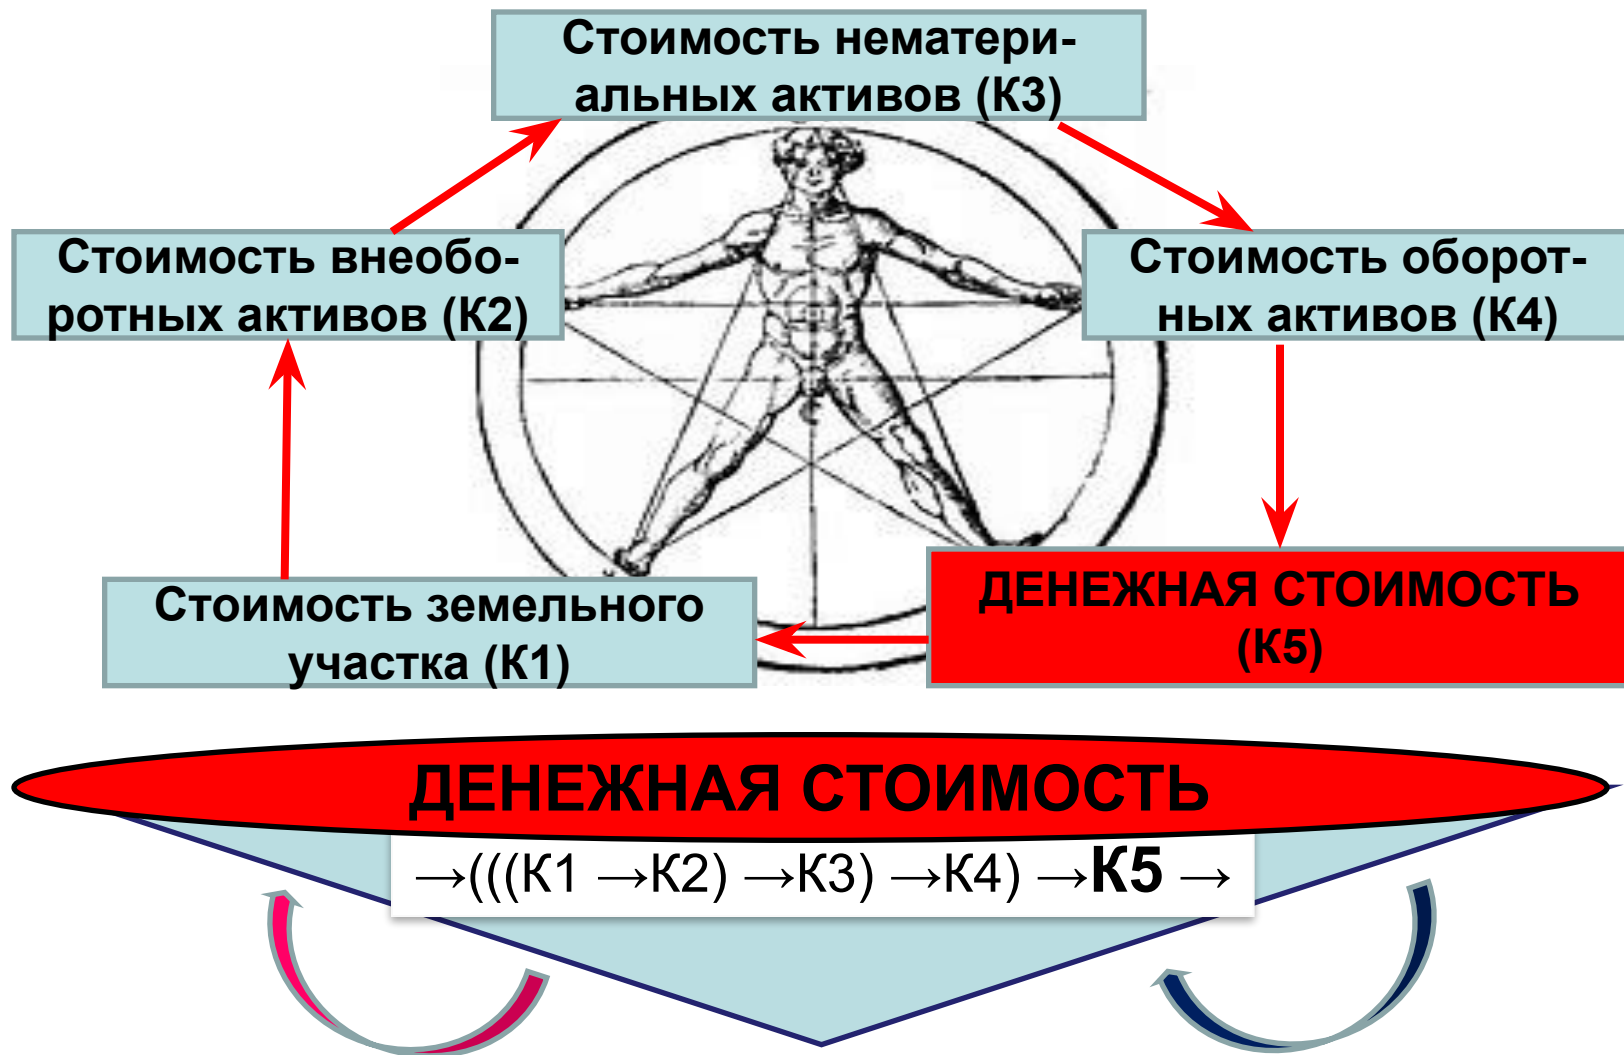 Стоимость нематери-
альных активов (К3)
Стоимость внеобо-
ротных активов (К2)
Стоимость оборот-
ных активов (К4)
Стоимость земельного
участка (К1)
ДЕНЕЖНАЯ СТОИМОСТЬ
(К5)
ДЕНЕЖНАЯ СТОИМОСТЬ
→(((К1 →К2) →К3) →К4) →К5 →